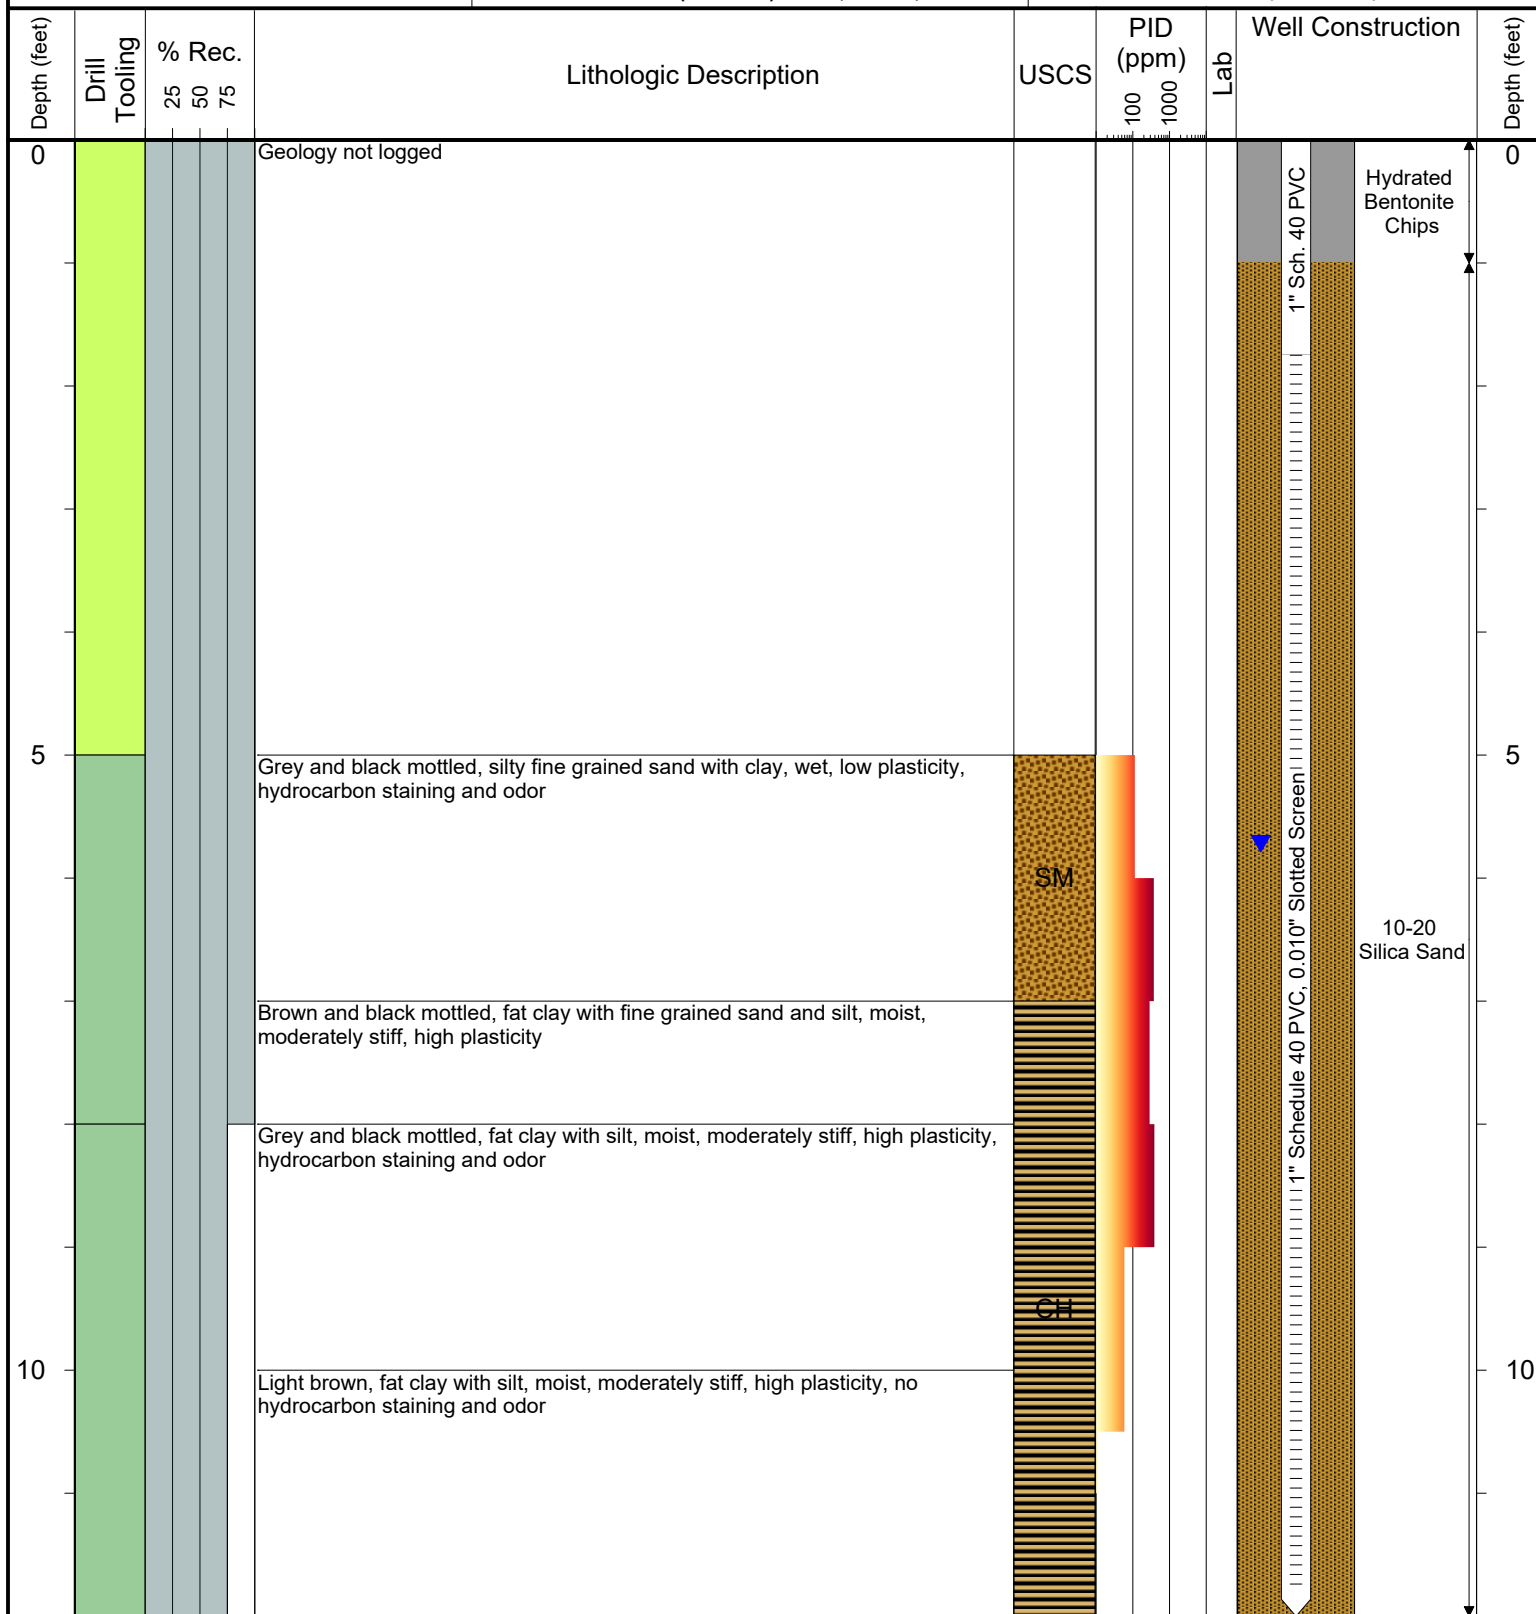 Depth (feet)
Drill
Tooling
% Rec.
25
50
75
Lithologic Description
USCS
PID
(ppm)
100
1000
Lab
Well Construction
Depth (feet)
0
Geology not logged
1" Sch. 40 PVC
Hydrated
Bentonite
Chips
0
5
Grey and black mottled, silty fine grained sand with clay, wet, low plasticity,
hydrocarbon staining and odor
SM
5
1" Schedule 40 PVC, 0.010" Slotted Screen
10-20
Silica Sand
Brown and black mottled, fat clay with fine grained sand and silt, moist,
moderately stiff, high plasticity
Grey and black mottled, fat clay with silt, moist, moderately stiff, high plasticity,
hydrocarbon staining and odor
CH
10
Light brown, fat clay with silt, moist, moderately stiff, high plasticity, no
hydrocarbon staining and odor
10